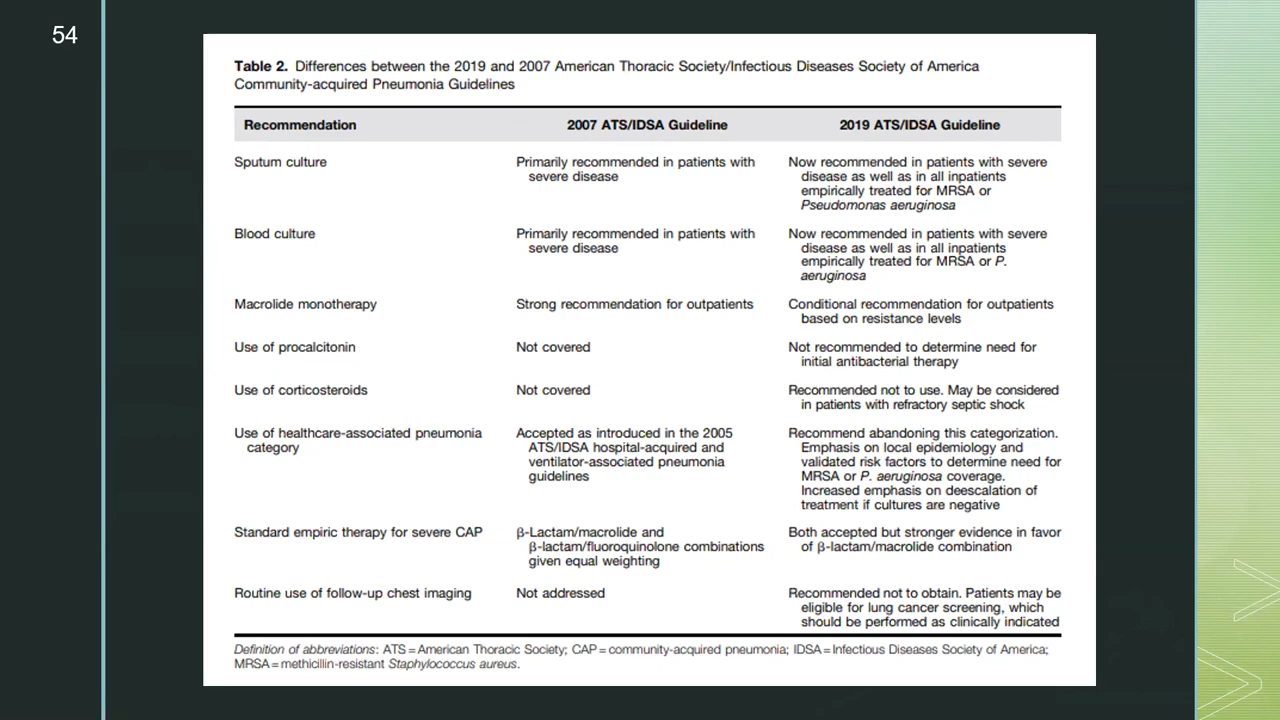 54
Table 2. Differences between the 2019 and 2007 American Thoracic Society/Infectious Diseases Society of America
Community-acquired Pneumonia Guidelines
Recommendation 2007 ATS/IDSA Guideline 2019 ATS/IDSA Guideline
Sputum culture Primarily recommended in patients with Now recommended in patients with severe
severe disease disease as well as in all inpatients
empirically treated for MRSA or
Pseudomonas aeruginosa
Blood culture Primarily recommended in patients with Now recommended in patients with severe
severe disease disease as well as in all inpatients
empirically treated for MRSA or P.
aeruginosa
Macrolide monotherapy Strong recommendation for outpatients Conditional recommendation for outpatients
based on resistance levels
Use of procalcitonin Not covered Not recommended to determine need for
initial antibacterial therapy
Use of corticosteroids Not covered Recommended not to use. May be considered
in patients with refractory septic shock
Use of healthcare-associated pneumonia Accepted as introduced in the 2005 Recommend abandoning this categorization.
category ATS/IDSA hospital-acquired and Emphasis on local epidemiology and
ventilator-associated pneumonia validated risk factors to determine need for
guidelines MRSA or P. aeruginosa coverage.
Increased emphasis on deescalation of
treatment if cultures are negative
Standard empiric therapy for severe CAP β-Lactam/macrolide and Both accepted but stronger evidence in favor
β-lactam/fluoroquinolone combinations of β-lactam/macrolide combination
given equal weighting
Routine use of follow-up chest imaging Not addressed Recommended not to obtain. Patients may be
eligible for lung cancer screening, which
should be performed as clinically indicated
Definition of abbreviations: ATS = American Thoracic Society; CAP = community-acquired pneumonia; IDSA = Infectious Diseases Society of America;
MRSA = methicillin-resistant Staphylococcus aureus.